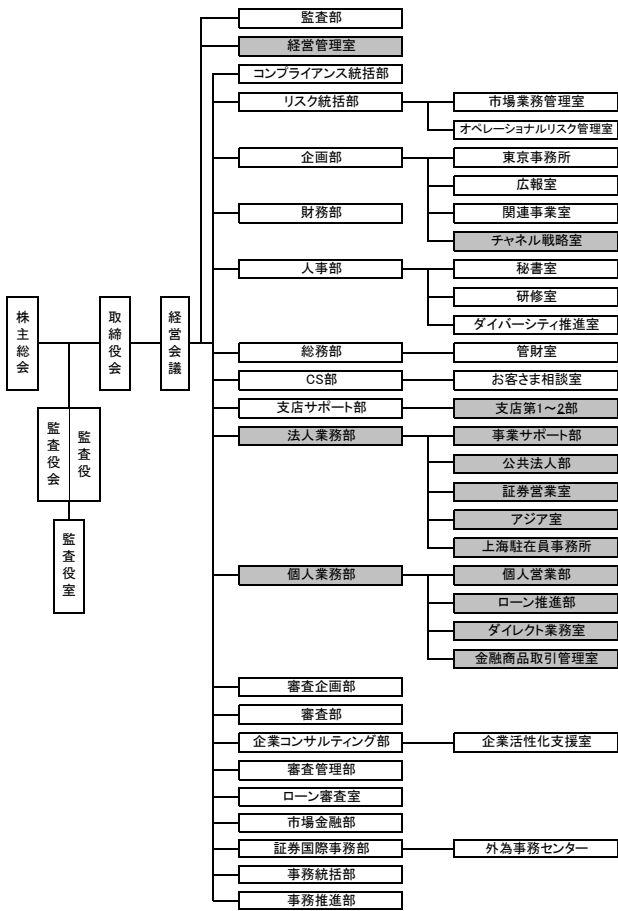 監査部
経営管理室
コンプライアンス統括部
リスク統括部
市場業務管理室
オペレーショナルリスク管理室
企画部
東京事務所
広報室
関連事業室
チャネル戦略室
財務部
人事部
秘書室
研修室
ダイバーシティ推進室
株主総会
取締役会
経営会議
監査役会
監査役
監査役室
総務部
管財室
CS部
お客さま相談室
支店サポート部
支店第1～2部
法人業務部
事業サポート部
公共法人部
証券営業室
アジア室
上海駐在員事務所
個人業務部
個人営業部
ローン推進部
ダイレクト業務室
金融商品取引管理室
審査企画部
審査部
企業コンサルティング部
企業活性化支援室
審査管理部
ローン審査室
市場金融部
証券国際事務部
外為事務センター
事務統括部
事務推進部